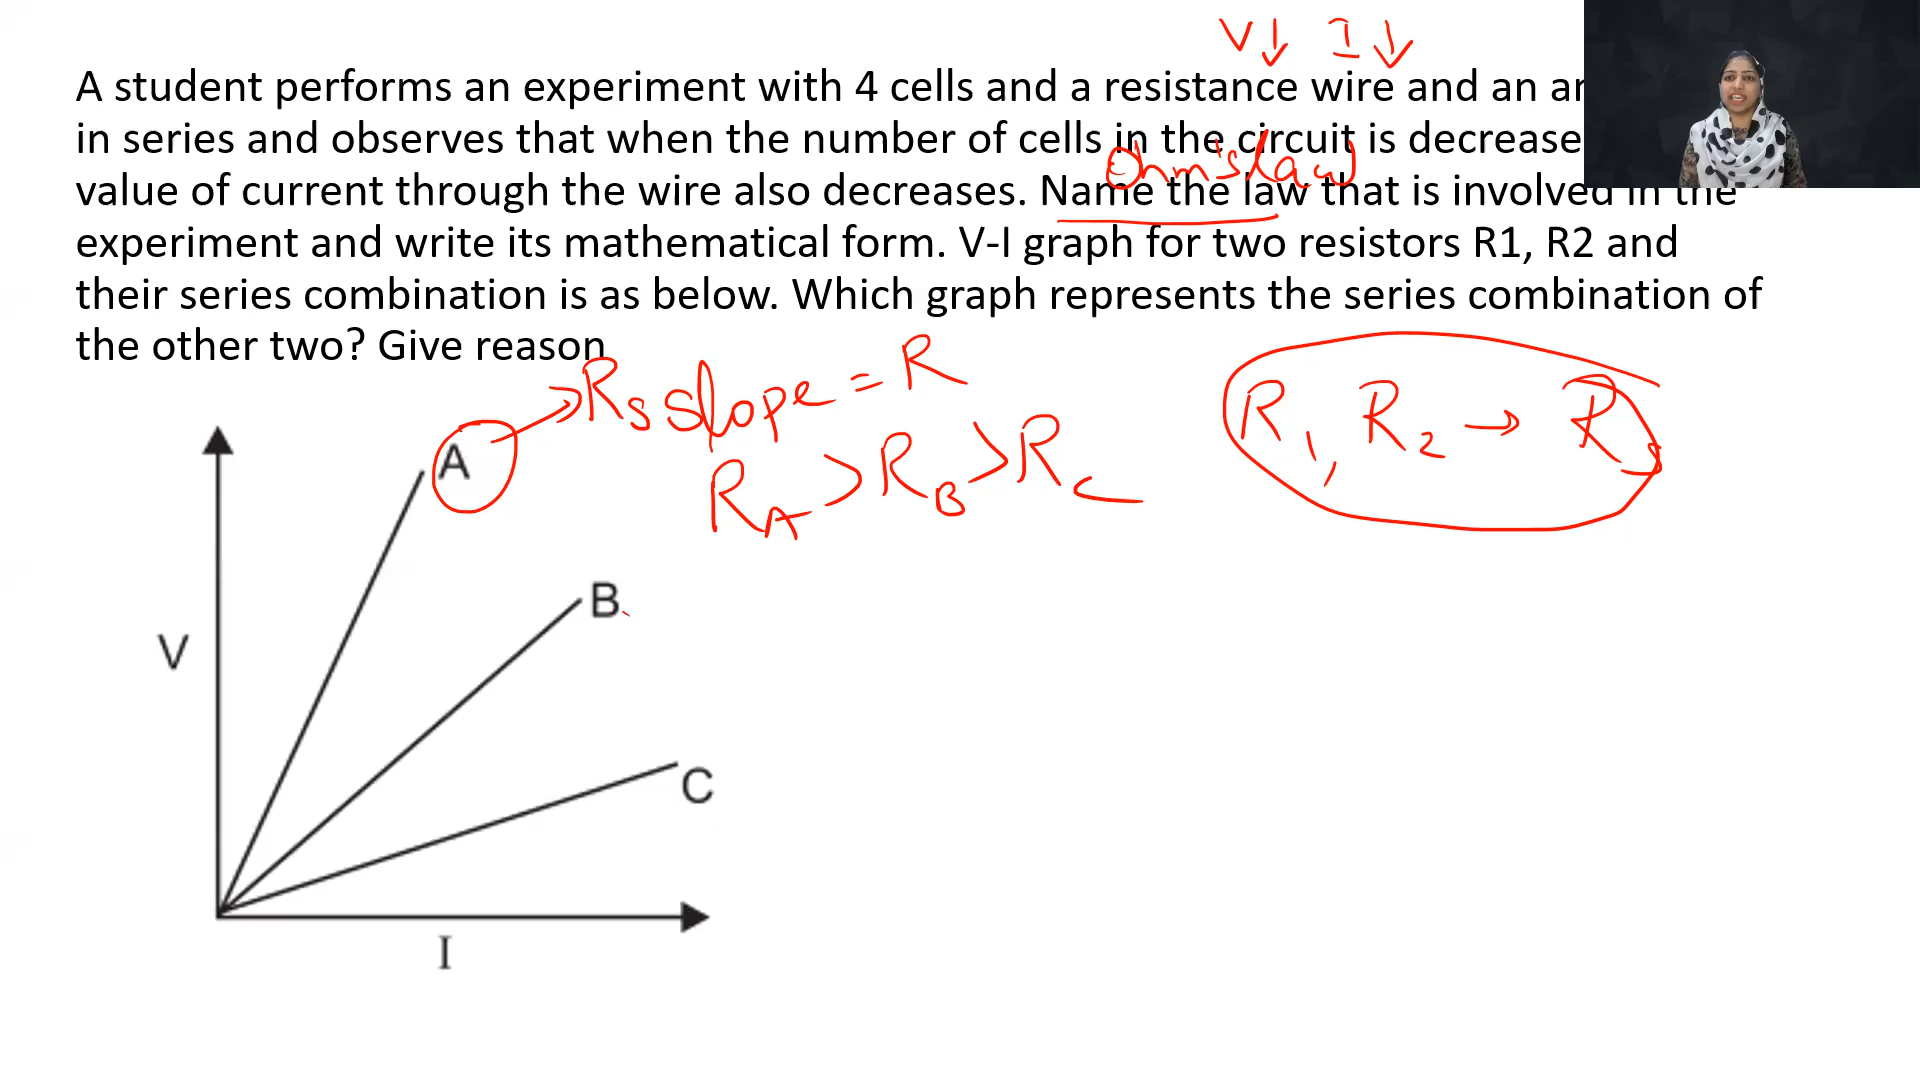 V↓ I↓
A student performs an experiment with 4 cells and a resistance wire and an
in series and observes that when the number of cells in the circuit is decrease
ohm's law
value of current through the wire also decreases. Name the law that is involved in the
experiment and write its mathematical form. V-I graph for two resistors R1, R2 and
their series combination is as below. Which graph represents the series combination of
the other two? Give reason
→ Rs slope = R
R1, R2 → Rs
RA > RB > RC
A
B
V
C
I